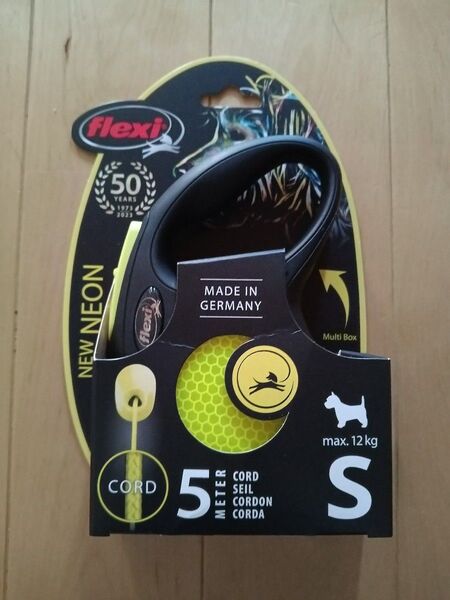 flexi
50
YEARS
1973
2023
NEW NEON
MADE IN
GERMANY
flexi
Multi Box
max. 12 kg
S
CORD
5
METER
CORD
SEIL
CORDON
CORDA